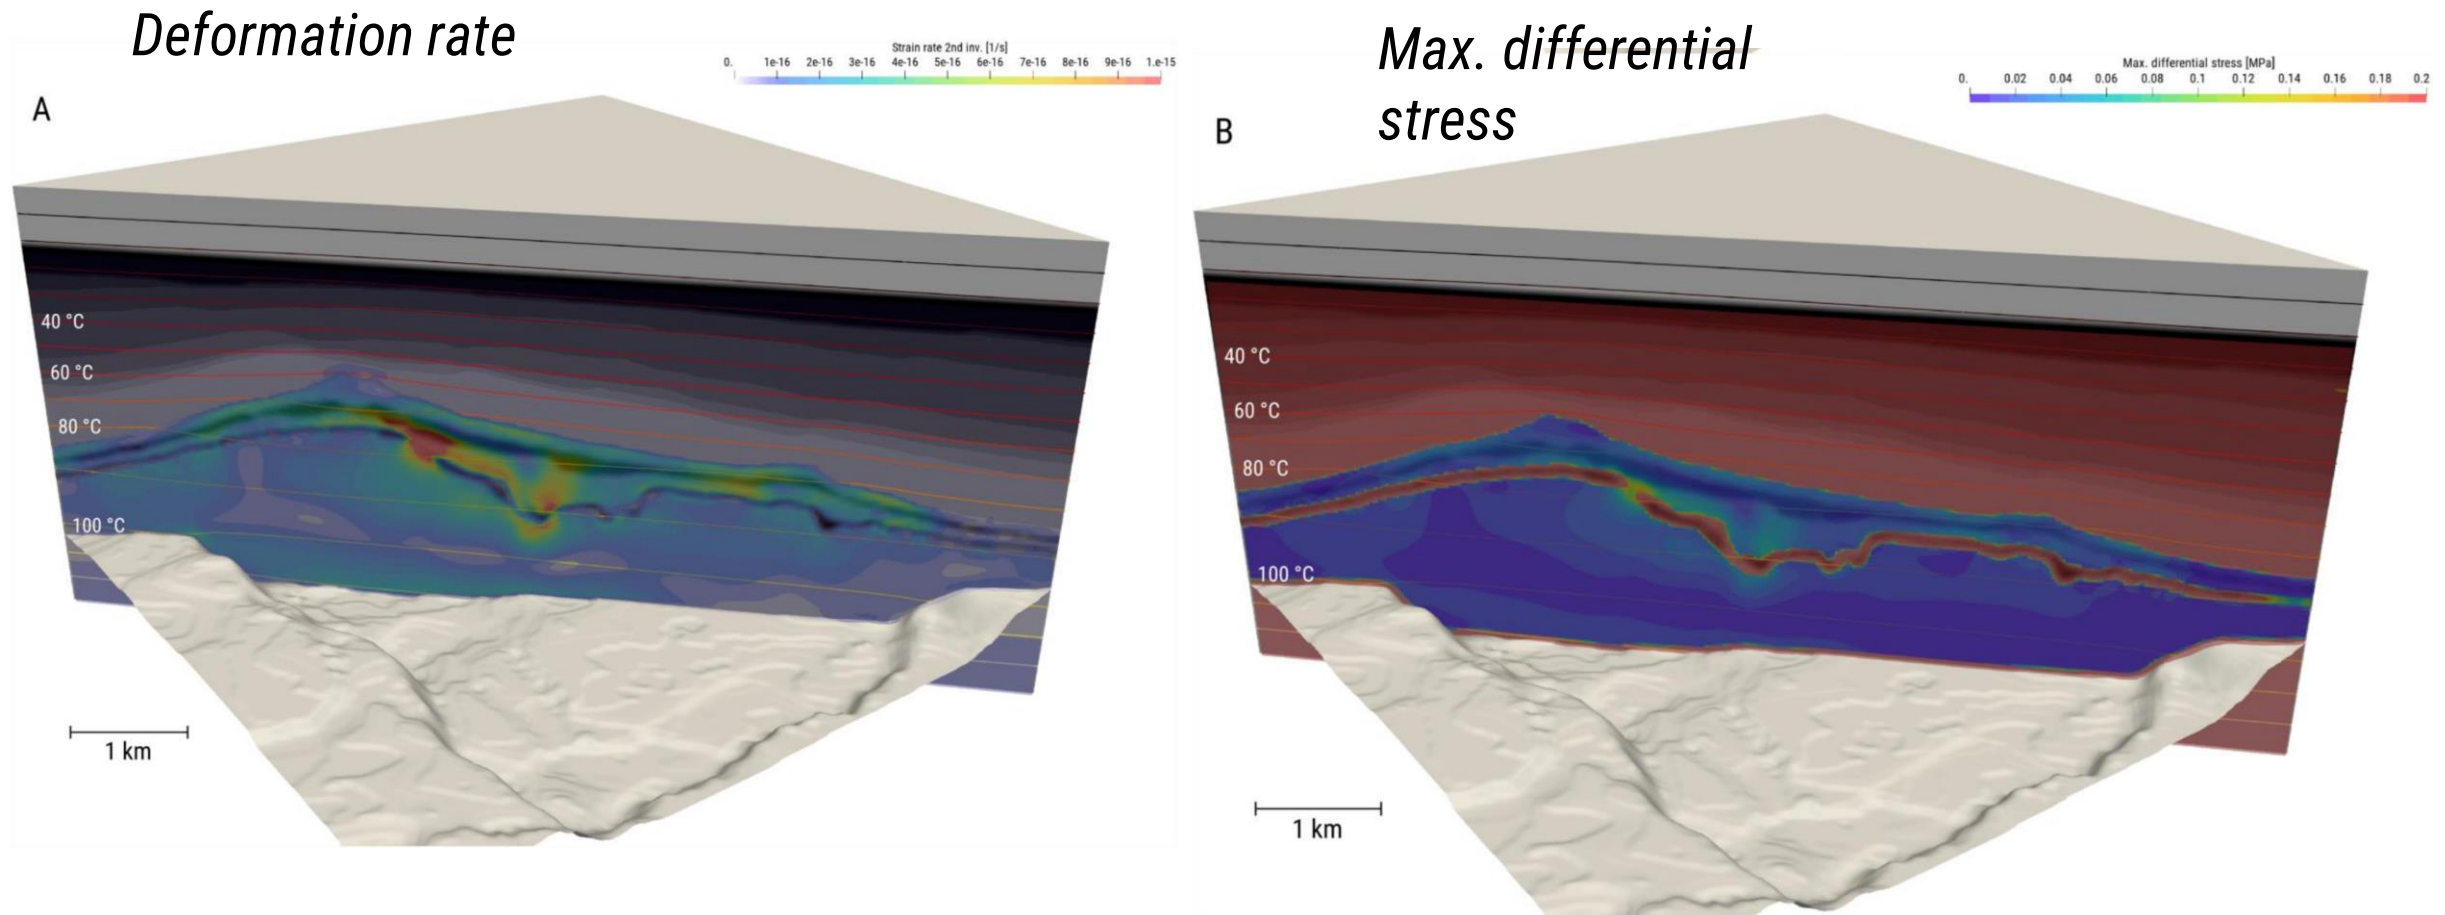 Deformation rate
Strain rate 2nd inv. [1/s]
0. 1e-16 2e-16 3e-16 4e-16 5e-16 6e-16 7e-16 8e-16 9e-16 1.e-15
A
40 °C
60 °C
80 °C
100 °C
1 km
Max. differential
stress
Max. differential stress [MPa]
0. 0.02 0.04 0.06 0.08 0.1 0.12 0.14 0.16 0.18 0.2
B
40 °C
60 °C
80 °C
100 °C
1 km